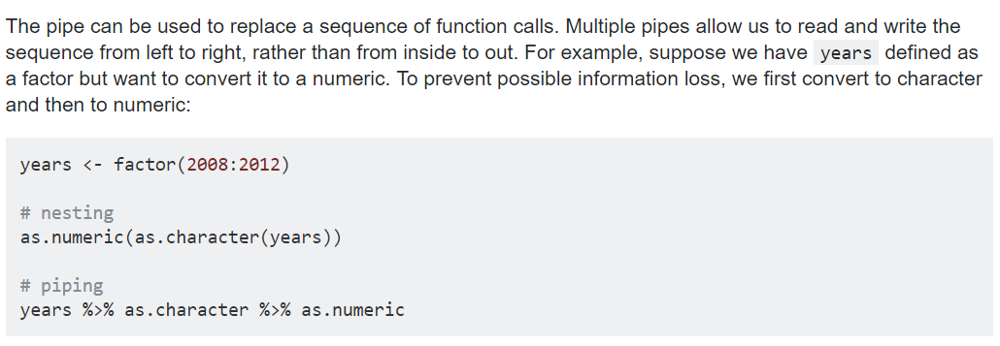 The pipe can be used to replace a sequence of function calls. Multiple pipes allow us to read and write the
sequence from left to right, rather than from inside to out. For example, suppose we have years defined as
a factor but want to convert it to a numeric. To prevent possible information loss, we first convert to character
and then to numeric:
years <- factor(2008:2012)
# nesting
as.numeric(as.character(years))
# piping
years %>% as.character %>% as.numeric